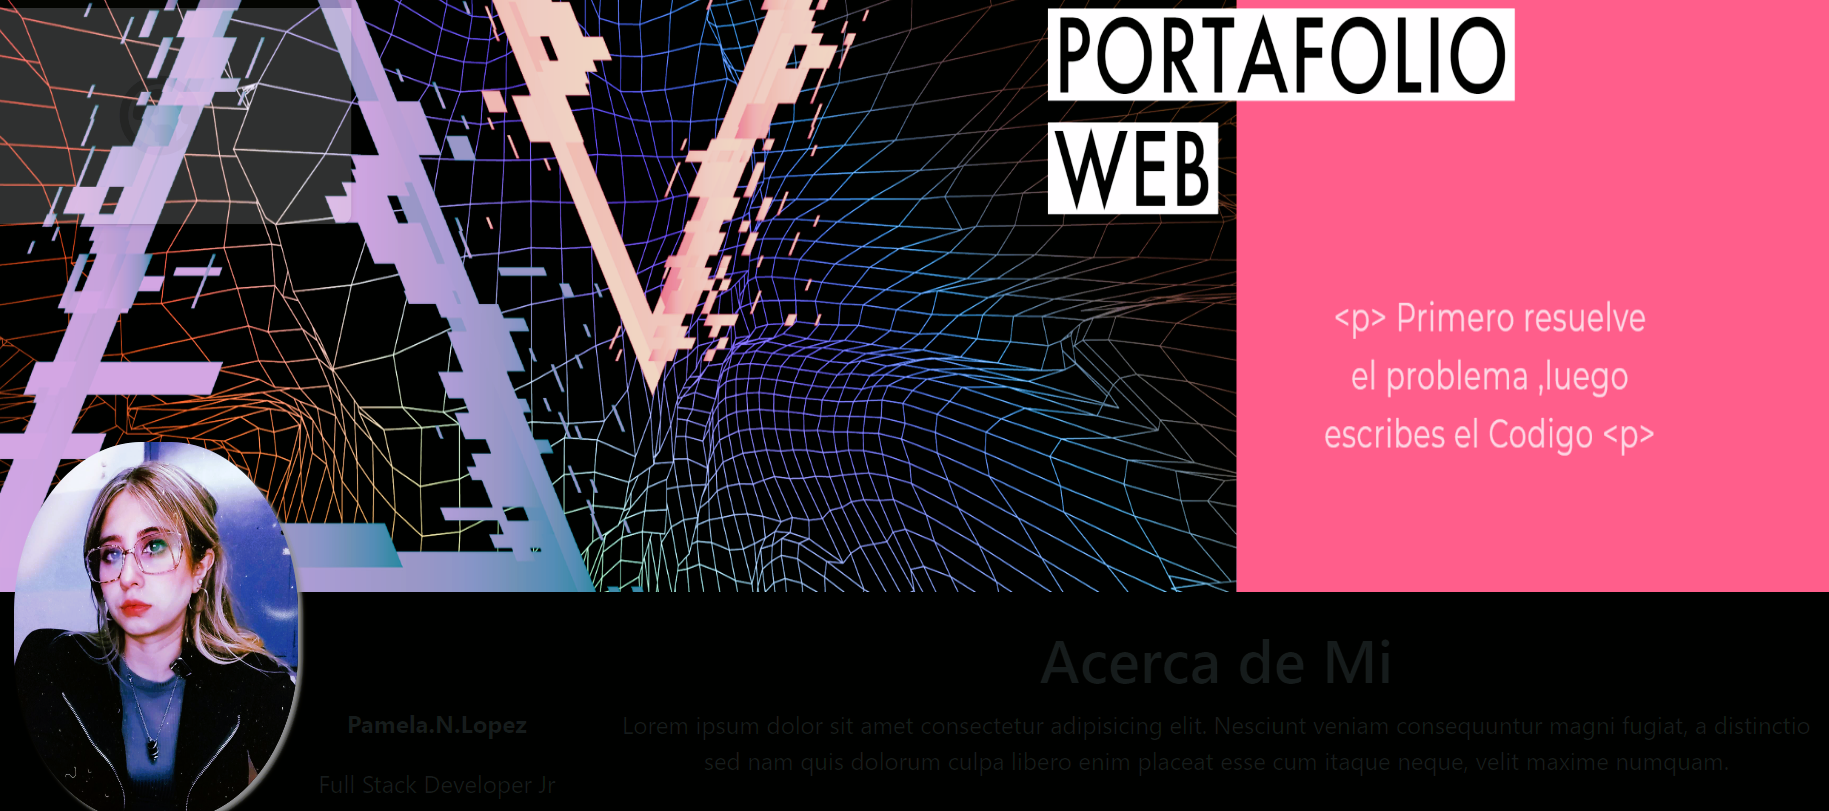 PORTAFOLIO
WEB
<p> Primero resuelve
el problema ,luego
escribes el Codigo <p>
Acerca de Mi
Pamela.N.Lopez
Full Stack Developer Jr
Lorem ipsum dolor sit amet consectetur adipisicing elit. Nesciunt veniam consequuntur magni fugiat, a distinctio
sed nam quis dolorum culpa libero enim placeat esse cum itaque neque, velit maxime numquam.